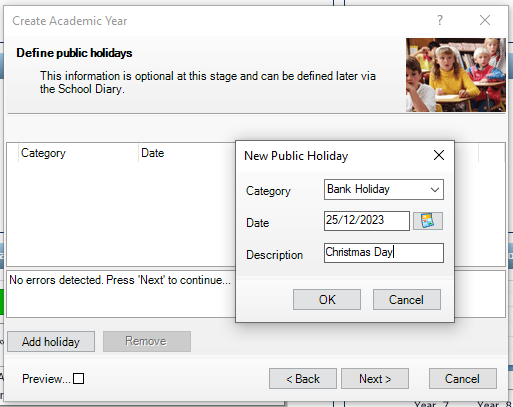 Create Academic Year
?
Define public holidays
This information is optional at this stage and can be defined later via
the School Diary.
Category Date
New Public Holiday
Category Bank Holiday
Date 25/12/2023
Description Christmas Day
OK Cancel
No errors detected. Press 'Next' to continue...
Add holiday Remove
Preview...
< Back Next > Cancel
Year 7 Year 8